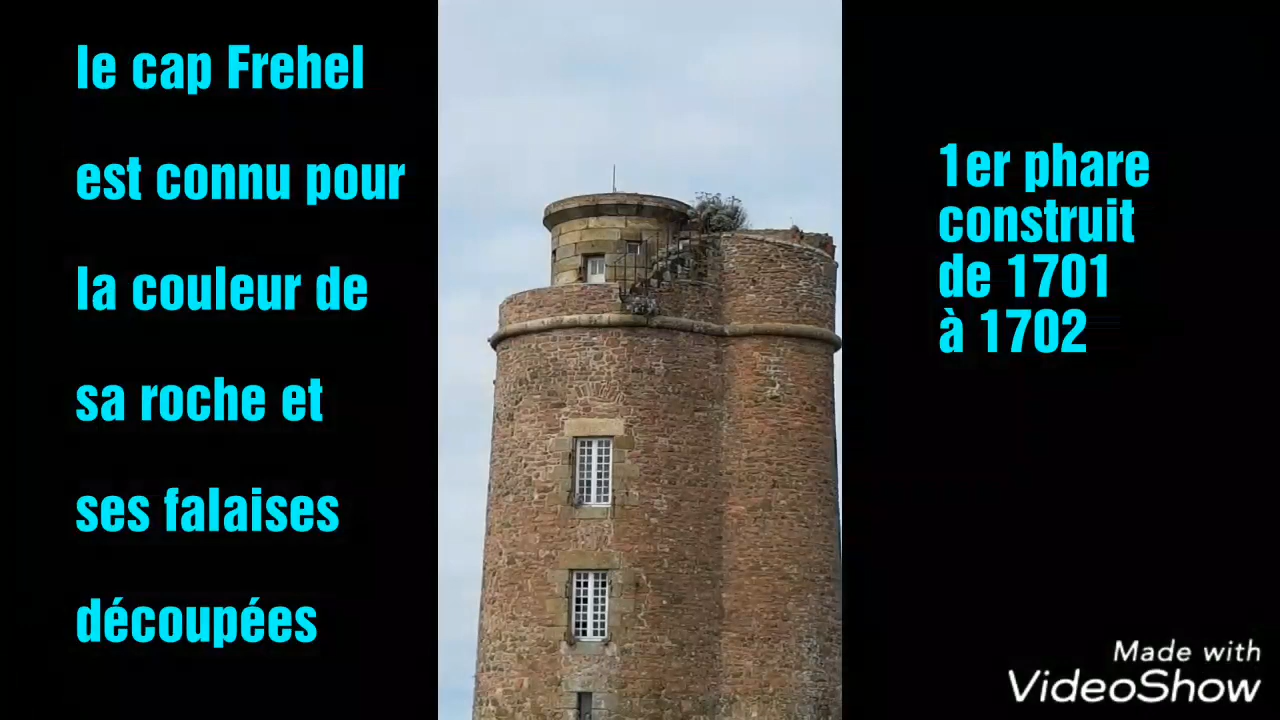 le cap Frehel
est connu pour
la couleur de
sa roche et
ses falaises
découpées
1er phare
construit
de 1701
à 1702
Made with
VideoShow